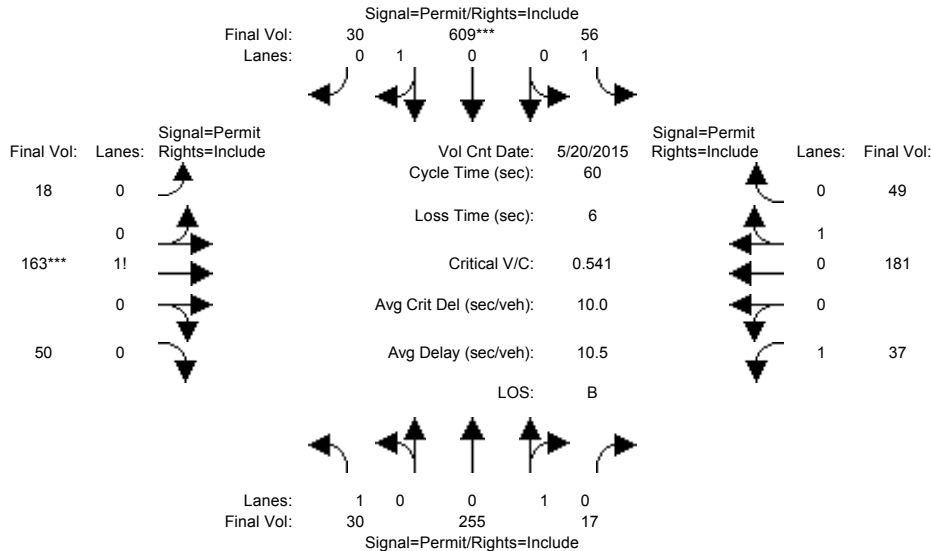 Signal=Permit/Rights=Include
Final Vol: 30 609*** 56
Lanes: 0 1 0 0 1
Signal=Permit Signal=Permit
Final Vol: Lanes: Rights=Include Vol Cnt Date: 5/20/2015 Rights=Include Lanes: Final Vol:
Cycle Time (sec): 60
18 0 0 49
Loss Time (sec): 6
0 1
163*** 1! Critical V/C: 0.541 0 181
0 Avg Crit Del (sec/veh): 10.0 0
50 0 Avg Delay (sec/veh): 10.5 1 37
LOS: B
Lanes: 1 0 0 1 0
Final Vol: 30 255 17
Signal=Permit/Rights=Include